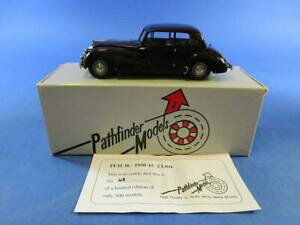 Pathfinder
Models
PFM 36 - 1950 AC 2 Litre
This is to certify that this is
of a limited edition of
only 500 models.
Pathfinder
Models